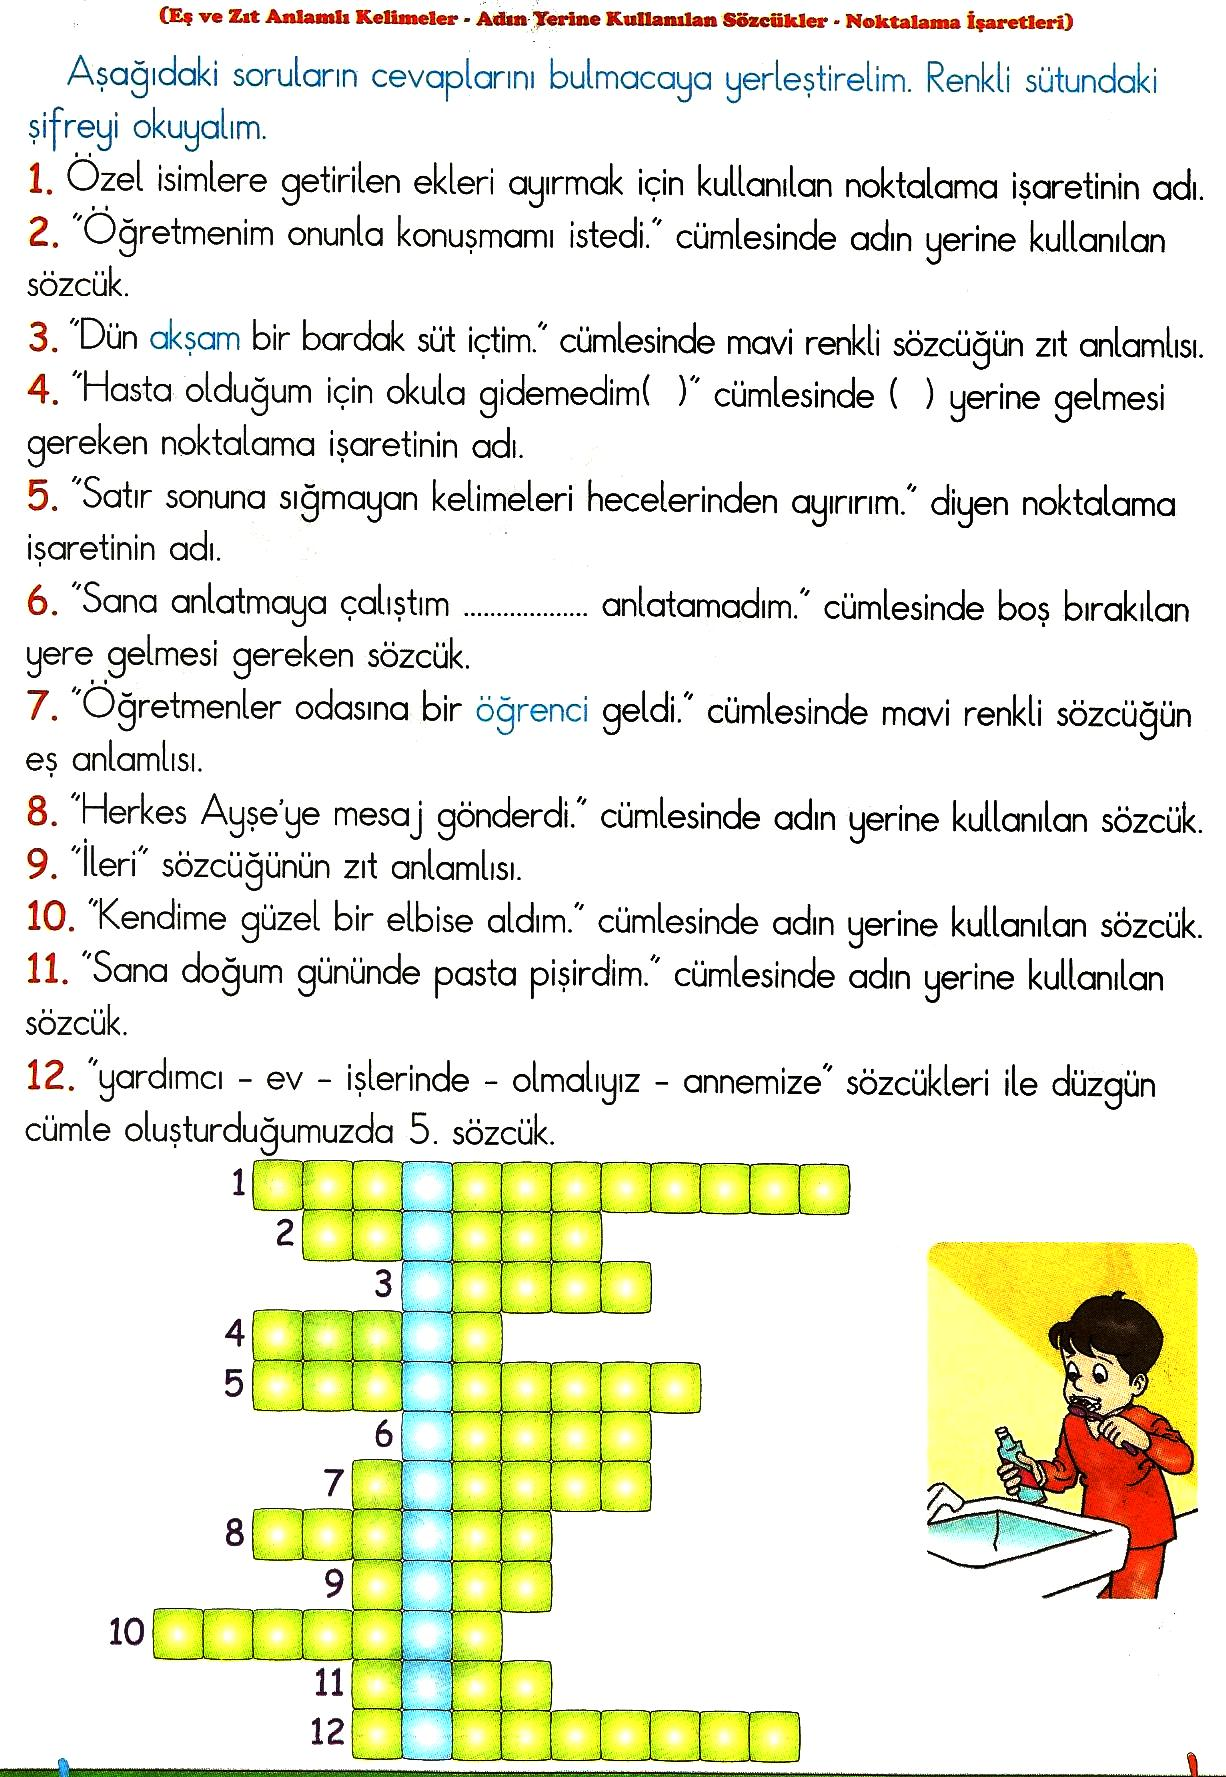 (Eş ve Zıt Anlamlı Kelimeler - Adın Yerine Kullanılan Sözcükler - Noktalama İşaretleri)
Aşağıdaki soruların cevaplarını bulmacaya yerleştirelim. Renkli sütundaki
şifreyi okuyalım.
1. Özel isimlere getirilen ekleri ayırmak için kullanılan noktalama işaretinin adı.
2. "Öğretmenim onunla konuşmamı istedi." cümlesinde adın yerine kullanılan
sözcük.
3. "Dün akşam bir bardak süt içtim." cümlesinde mavi renkli sözcüğün zıt anlamlısı.
4. "Hasta olduğum için okula gidemedim( )" cümlesinde ( ) yerine gelmesi
gereken noktalama işaretinin adı.
5. "Satır sonuna sığmayan kelimeleri hecelerinden ayırırım." diyen noktalama
işaretinin adı.
6. "Sana anlatmaya çalıştım ................... anlatamadım." cümlesinde boş bırakılan
yere gelmesi gereken sözcük.
7. "Öğretmenler odasına bir öğrenci geldi." cümlesinde mavi renkli sözcüğün
eş anlamlısı.
8. "Herkes Ayşe'ye mesaj gönderdi." cümlesinde adın yerine kullanılan sözcük.
9. "İleri" sözcüğünün zıt anlamlısı.
10. "Kendime güzel bir elbise aldım." cümlesinde adın yerine kullanılan sözcük.
11. "Sana doğum gününde pasta pişirdim." cümlesinde adın yerine kullanılan
sözcük.
12. "yardımcı - ev - işlerinde - olmalıyız - annemize" sözcükleri ile düzgün
cümle oluşturduğumuzda 5. sözcük.
1
2
3
4
5
6
7
8
9
10
11
12